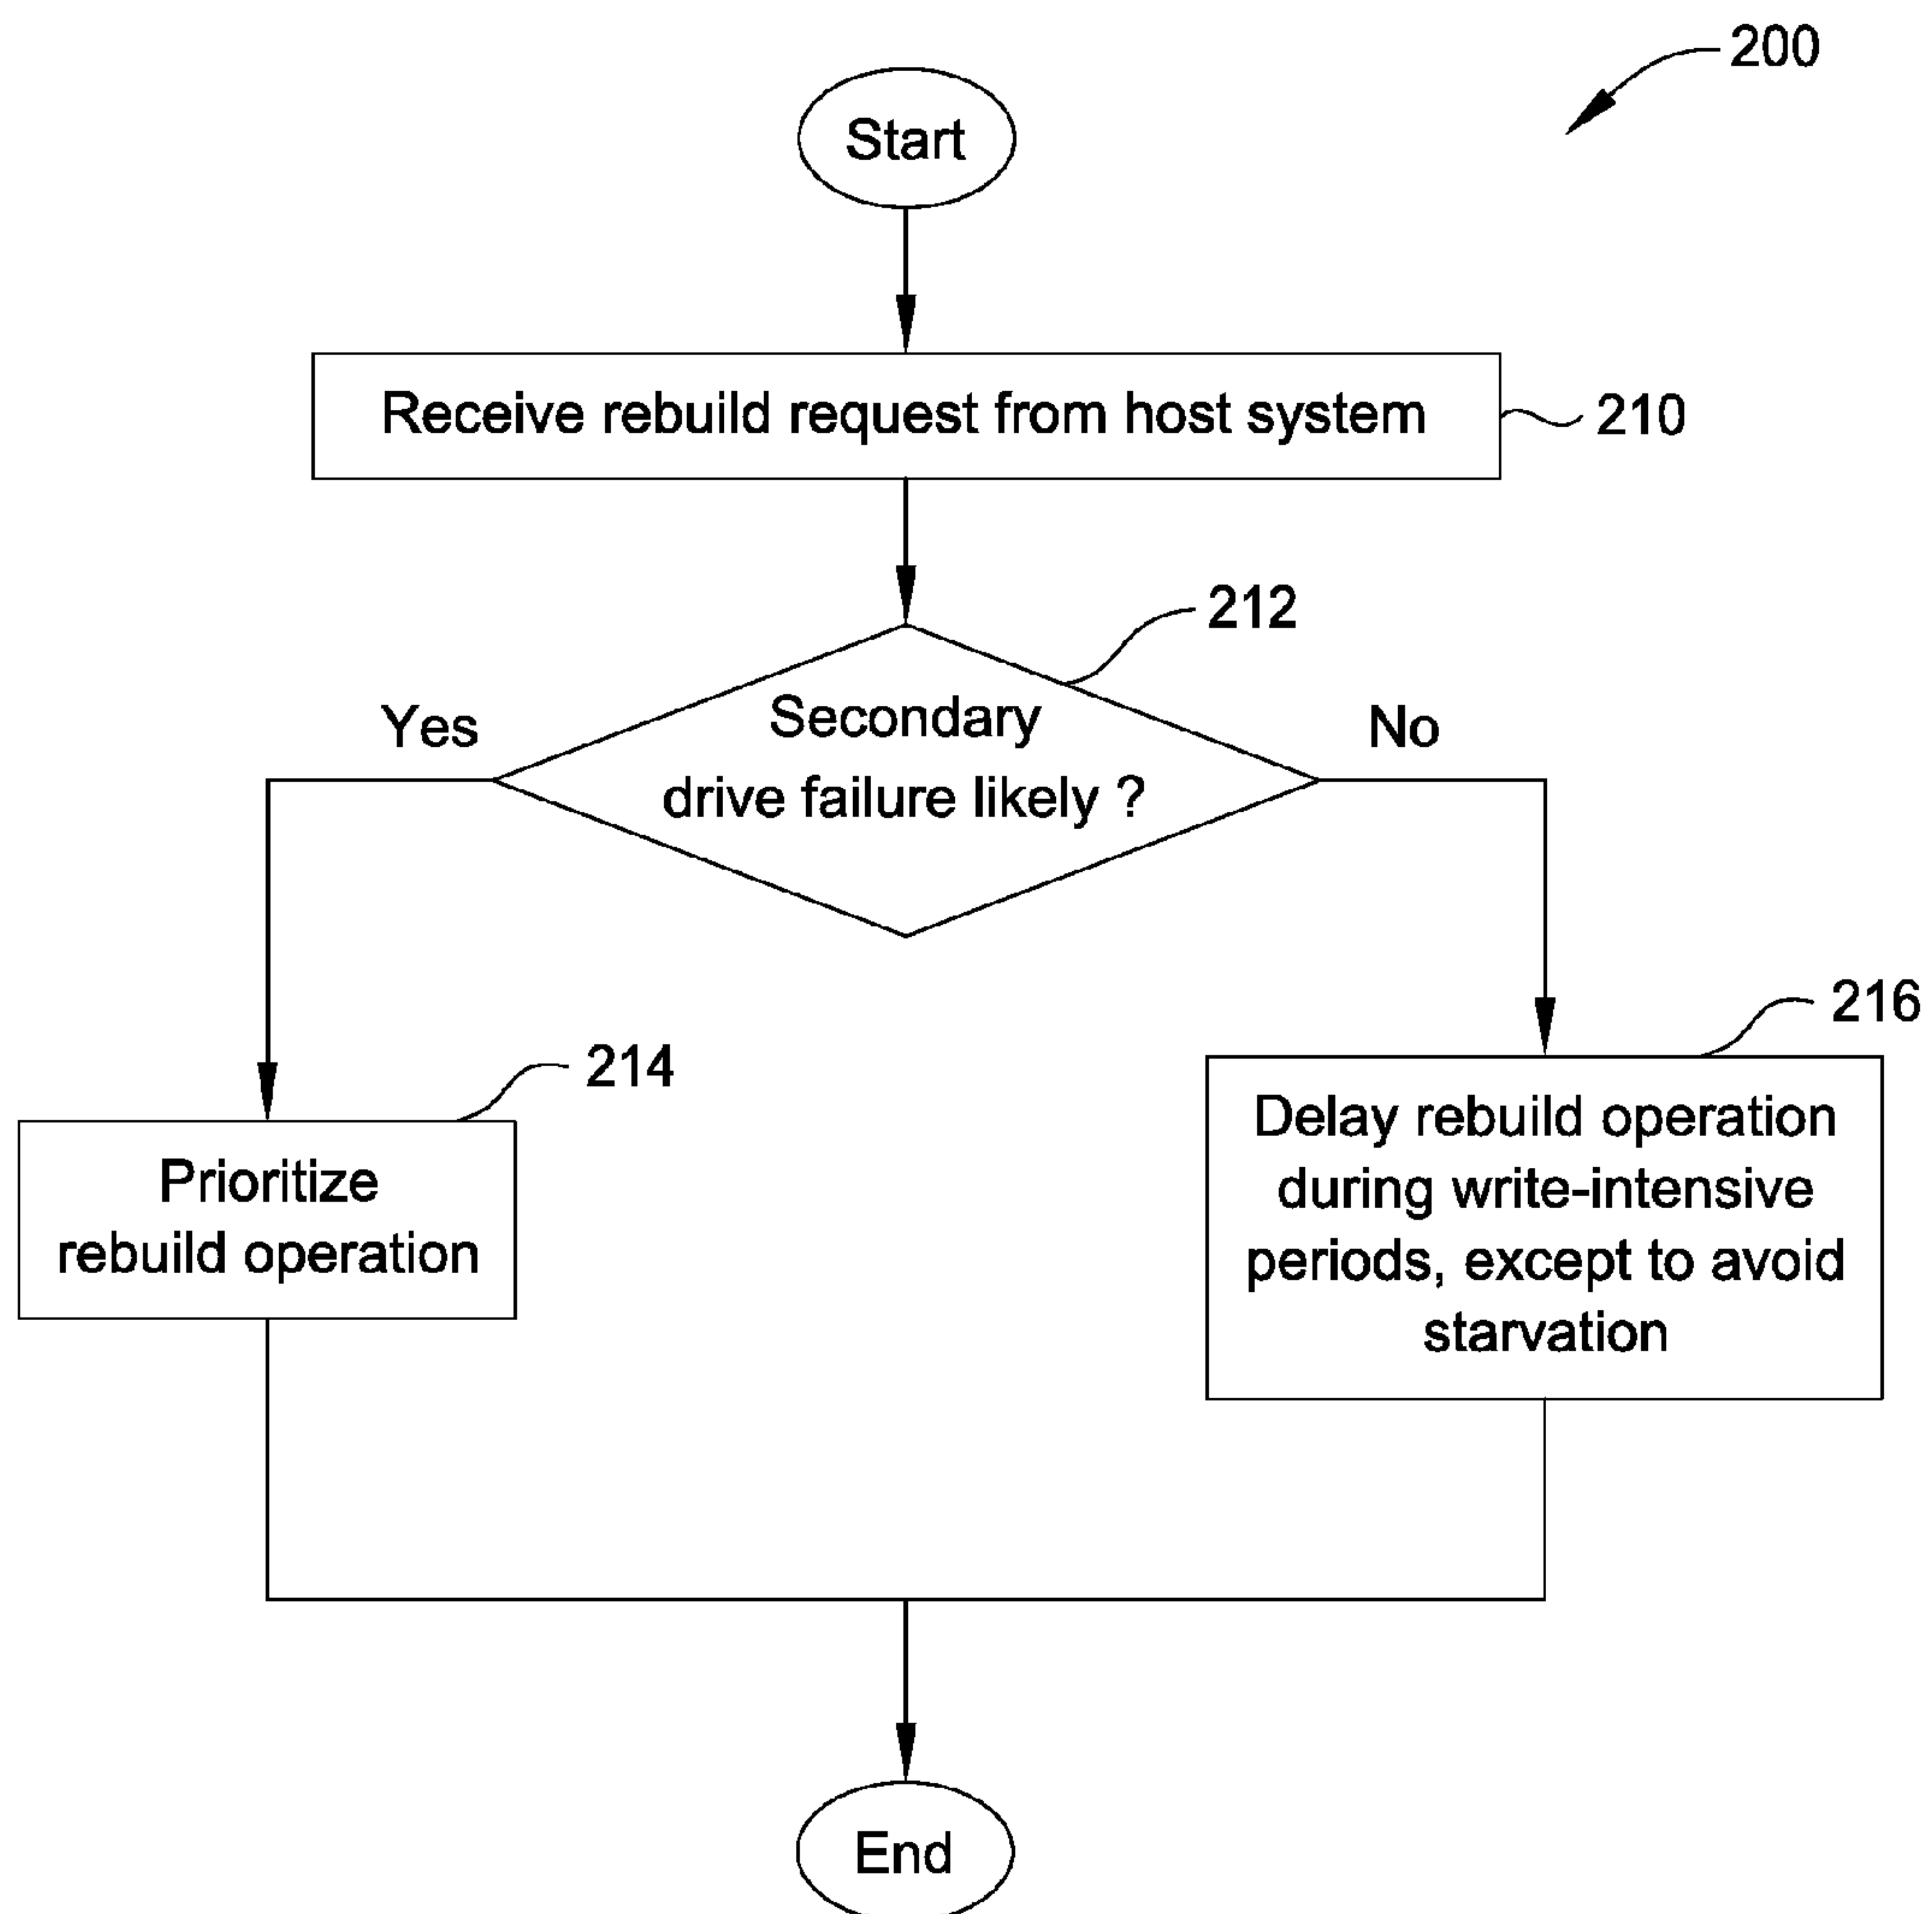 200
Start
Receive rebuild request from host system
210
212
Yes
Secondary
No
drive failure likely ?
216
214
Prioritize
rebuild operation
Delay rebuild operation
during write-intensive
periods, except to avoid
starvation
End